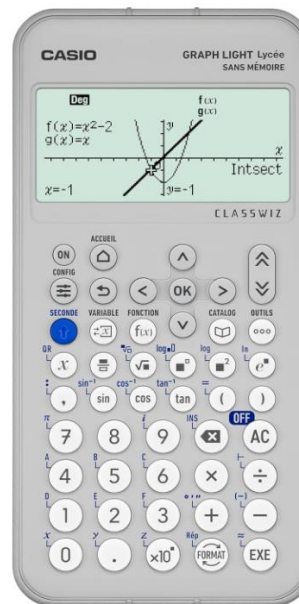 CASIO GRAPH LIGHT Lycée
SANS MÉMOIRE
Deg
f(x)
g(x)
f(x)=x²-2
g(x)=x
y
x
Intsect
x=-1 y=-1
CLASSWIZ
ON ACCUEIL
CONFIG OK
SECONDE VARIABLE FONCTION CATALOG OUTILS
x f(x)
QR log ln
x √■ ■² e■
: sin⁻¹ cos⁻¹ tan⁻¹ =
, sin cos tan ( )
π i INS OFF
7 8 9 AC
A B C ⊢
4 5 6 × ÷
D E F ° ′ ″ (-)
1 2 3 + −
x y z Rép ≈
0 . ×10■ FORMAT EXE